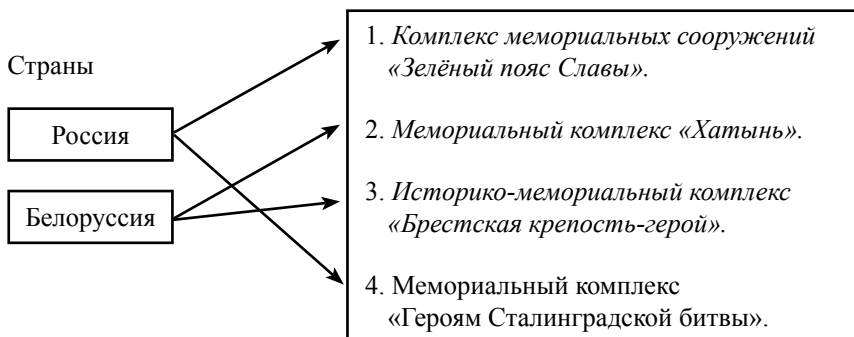 Страны
Россия
Белоруссия
1. Комплекс мемориальных сооружений
«Зелёный пояс Славы».
2. Мемориальный комплекс «Хатынь».
3. Историко-мемориальный комплекс
«Брестская крепость-герой».
4. Мемориальный комплекс
«Героям Сталинградской битвы».